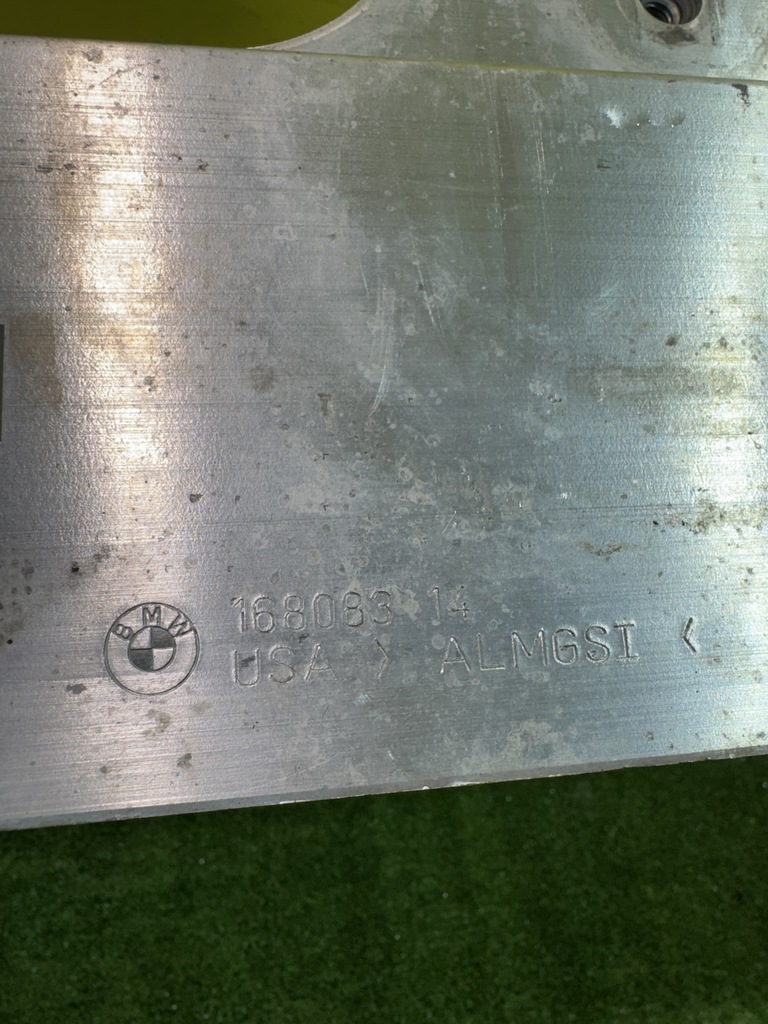 BMW
168083 14
USA > ALMGSI <